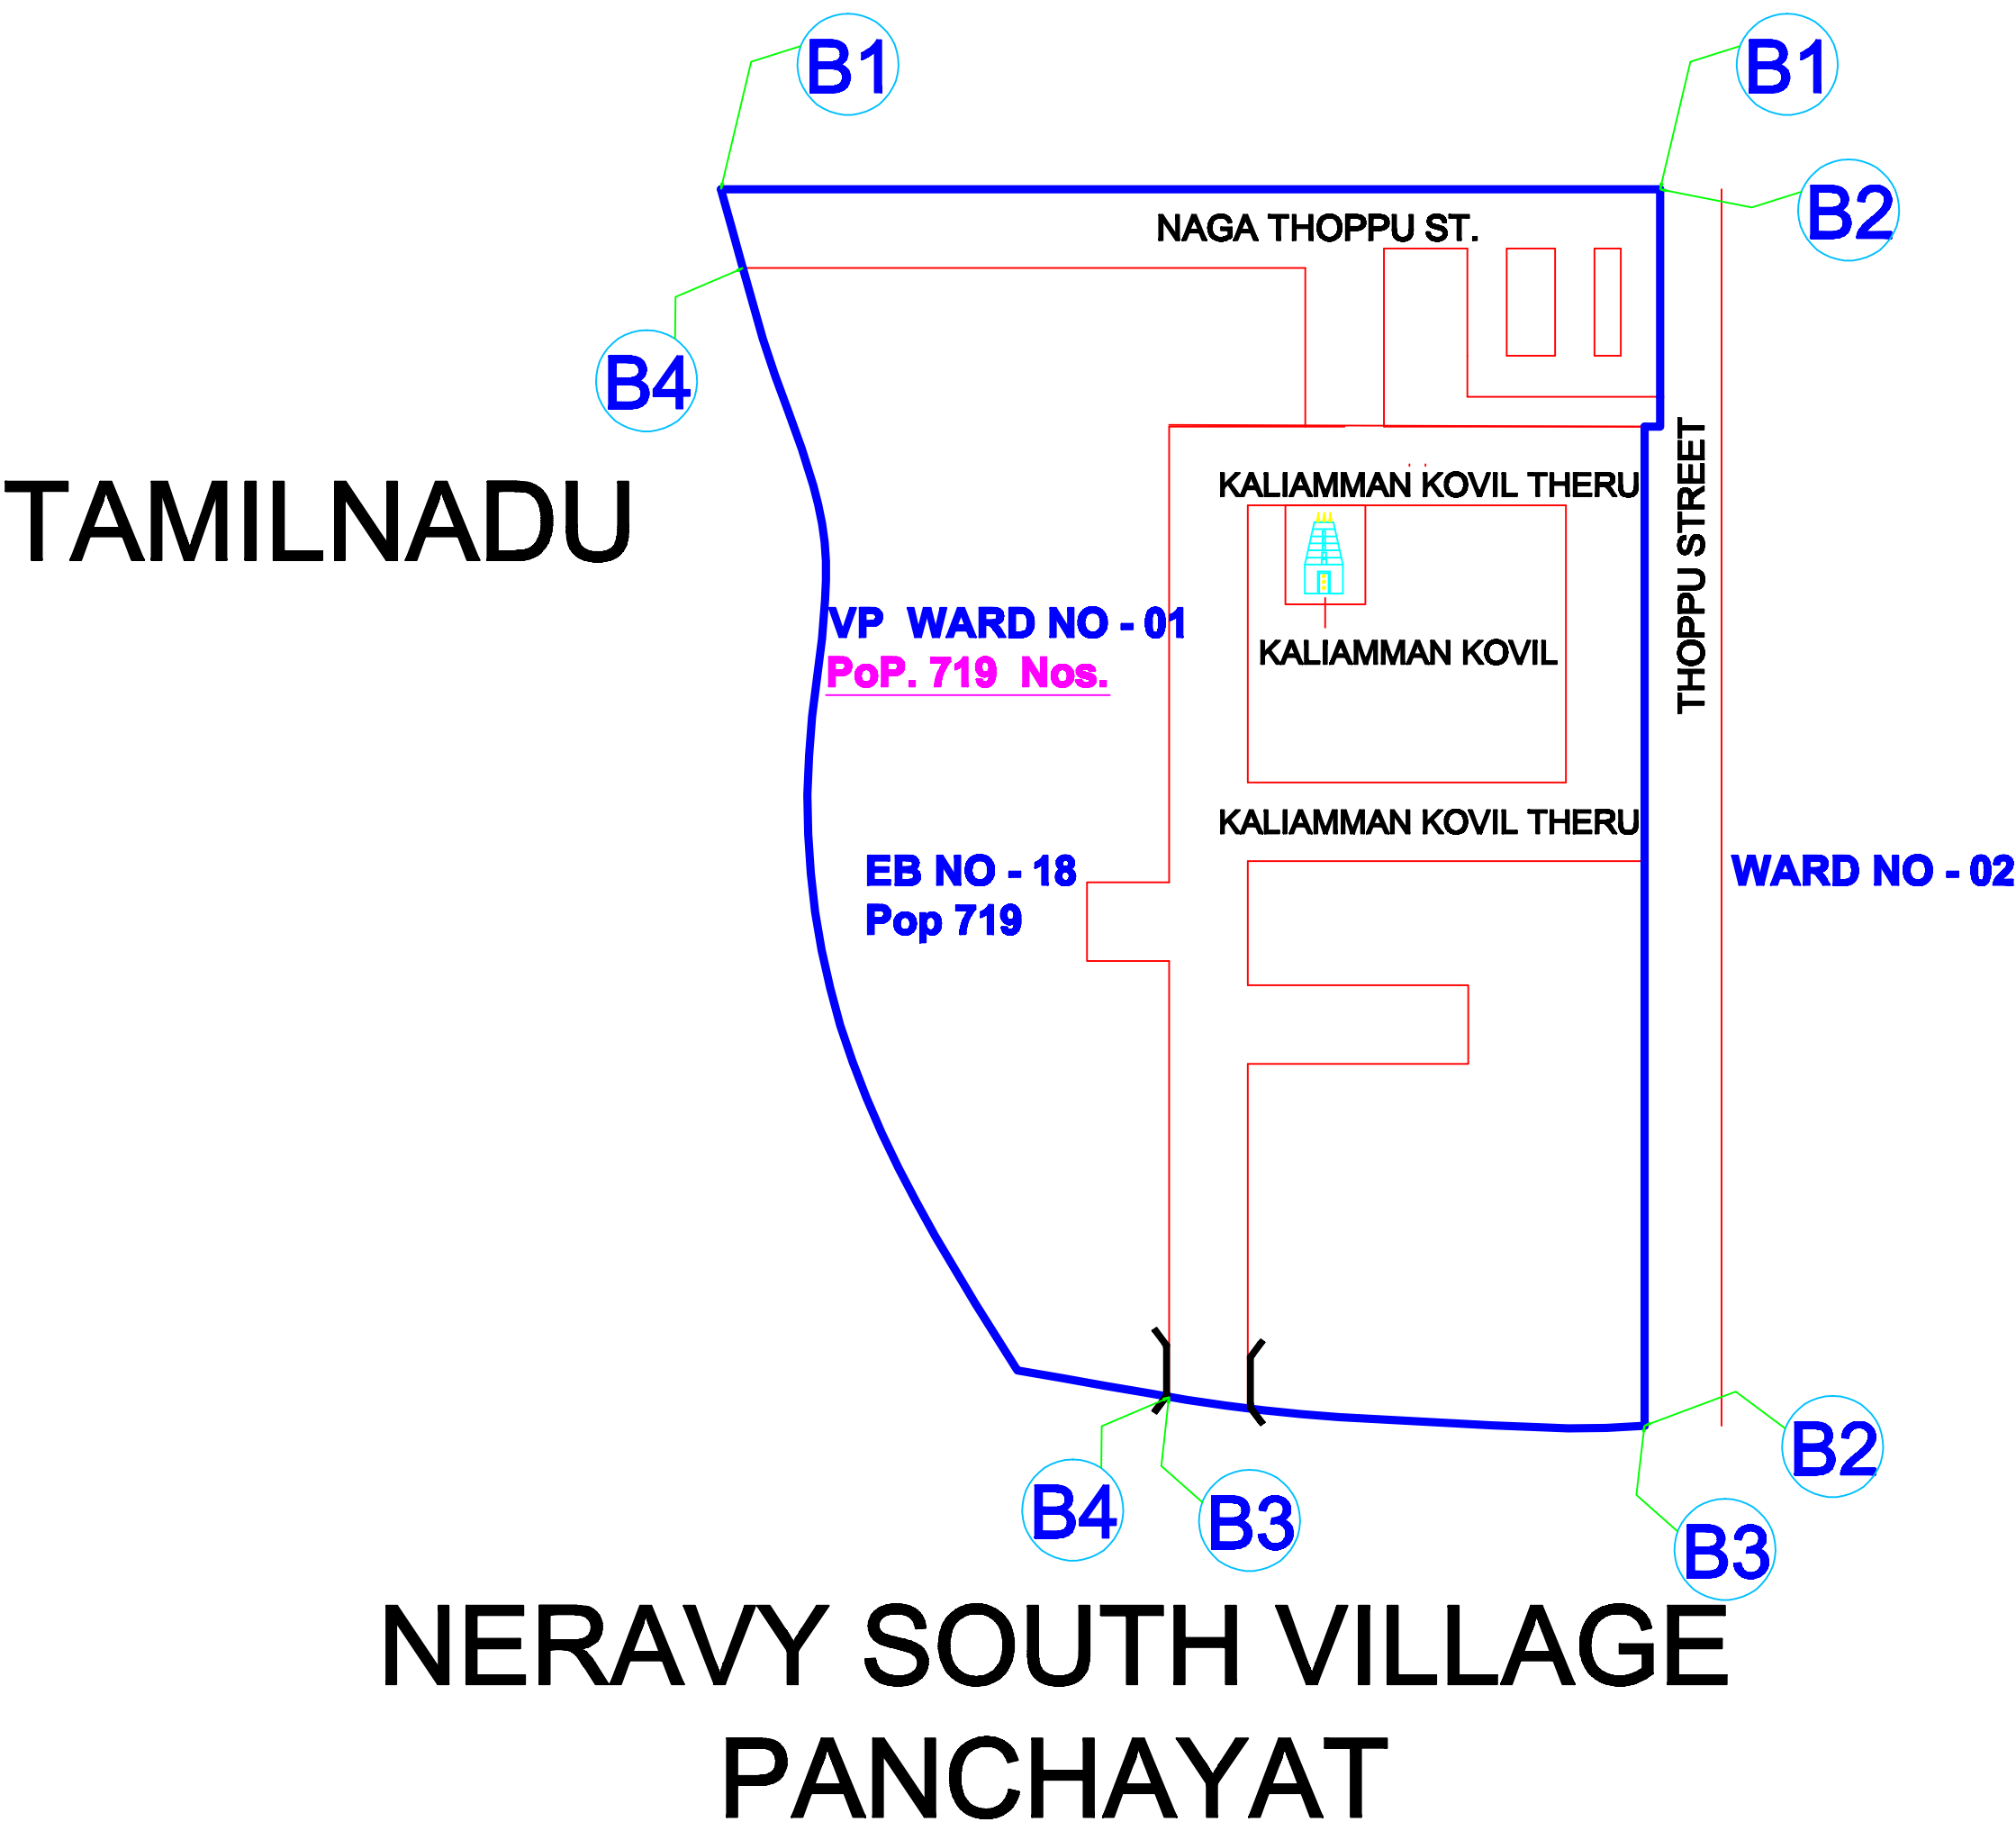 B1
B1
B2
NAGA THOPPU ST.
B4
TAMILNADU
KALIAMMAN KOVIL THERU
THOPPU STREET
VP WARD NO - 01
PoP. 719 Nos.
KALIAMMAN KOVIL
KALIAMMAN KOVIL THERU
EB NO - 18
Pop 719
WARD NO - 02
B2
B4
B3
B3
NERAVY SOUTH VILLAGE
PANCHAYAT